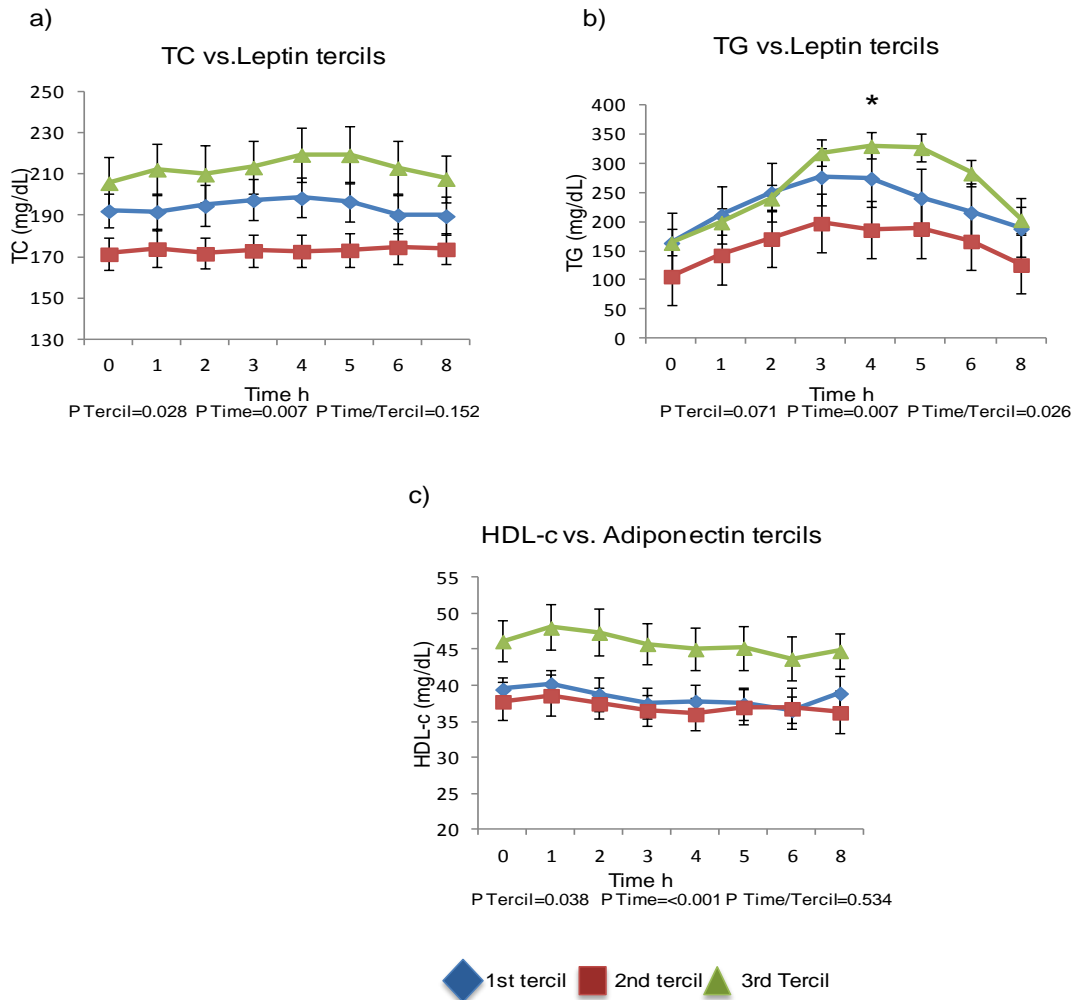 a)
TC vs.Leptin tercils
250
230
210
190
170
150
130
TC (mg/dL)
0 1 2 3 4 5 6 8
Time h
P Tercil=0.028 P Time=0.007 P Time/Tercil=0.152
b)
TG vs.Leptin tercils
*
400
350
300
250
200
150
100
50
0
TG (mg/dL)
0 1 2 3 4 5 6 8
Time h
P Tercil=0.071 P Time=0.007 P Time/Tercil=0.026
c)
HDL-c vs. Adiponectin tercils
55
50
45
40
35
30
25
20
HDL-c (mg/dL)
0 1 2 3 4 5 6 8
Time h
P Tercil=0.038 P Time=<0.001 P Time/Tercil=0.534
1st tercil 2nd tercil 3rd Tercil